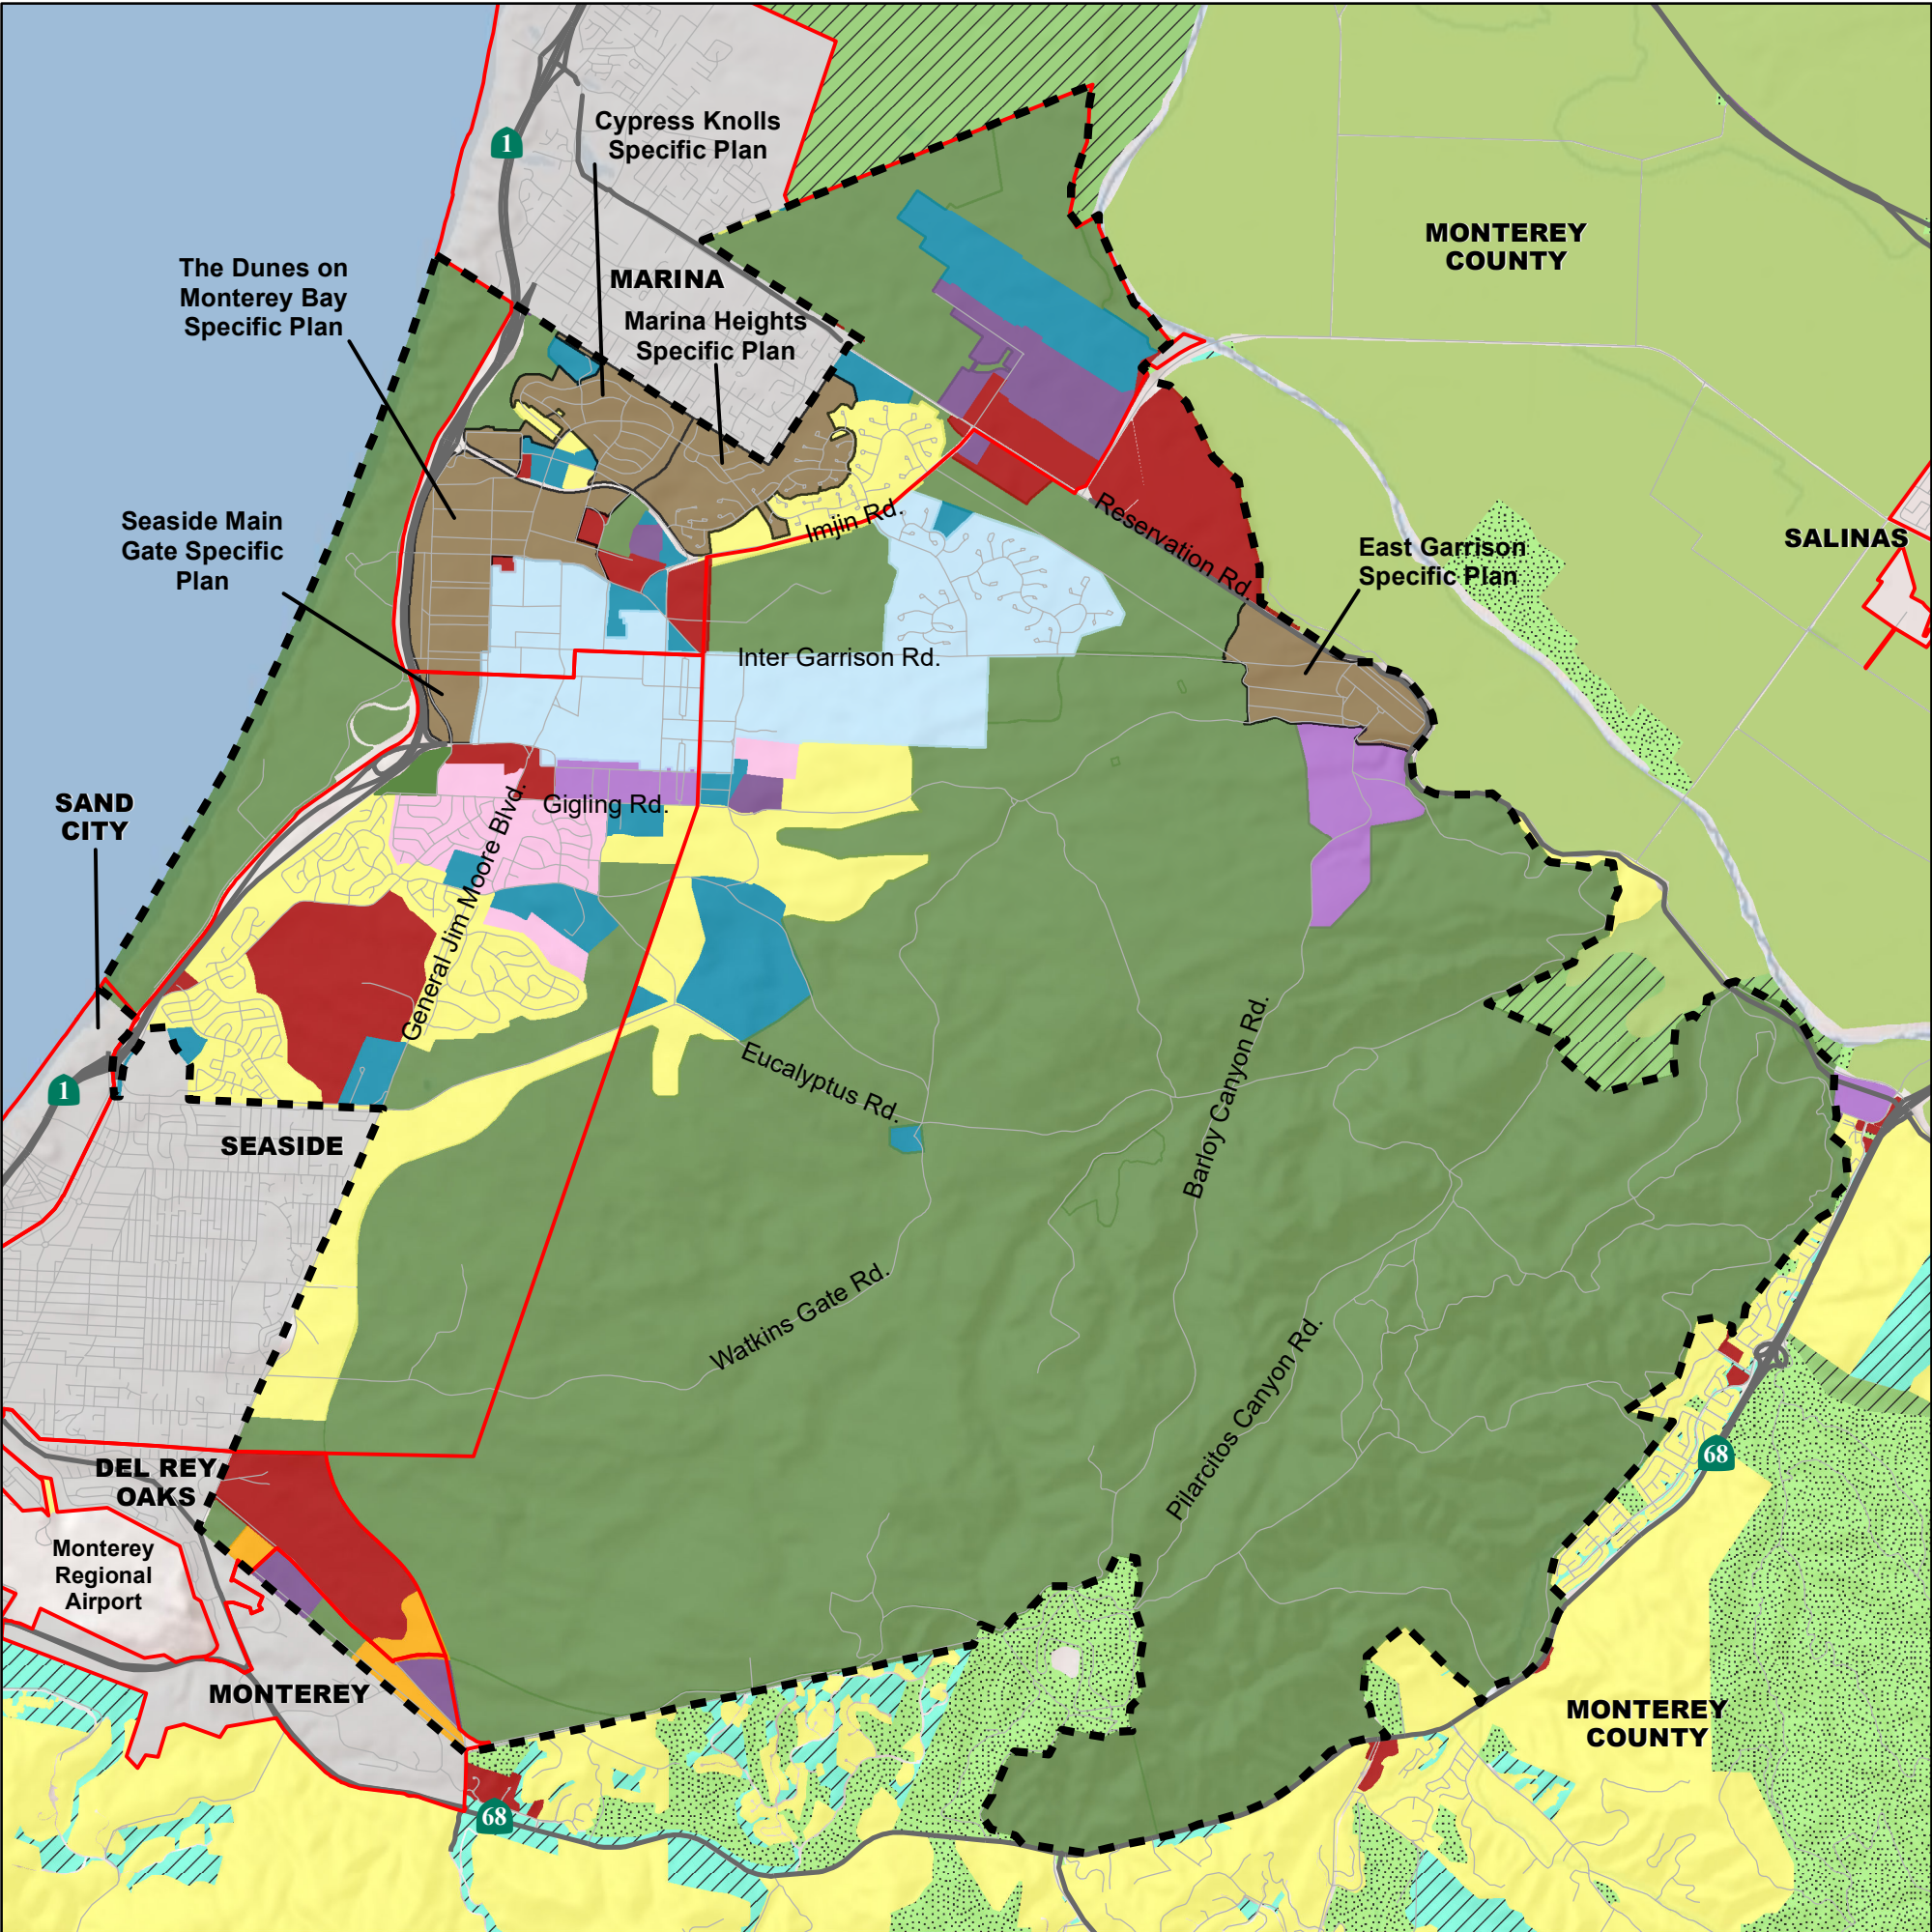 Cypress Knolls
Specific Plan
1
MONTEREY
COUNTY
The Dunes on
Monterey Bay
Specific Plan
MARINA
Marina Heights
Specific Plan
Seaside Main
Gate Specific
Plan
Imjin Rd.
Reservation Rd.
East Garrison
Specific Plan
SALINAS
Inter Garrison Rd.
SAND
CITY
Gigling Rd.
General Jim Moore Blvd.
Eucalyptus Rd.
Barloy Canyon Rd.
1
SEASIDE
Watkins Gate Rd.
Pilarcitos Canyon Rd.
68
DEL REY
OAKS
Monterey
Regional
Airport
MONTEREY
MONTEREY
COUNTY
68